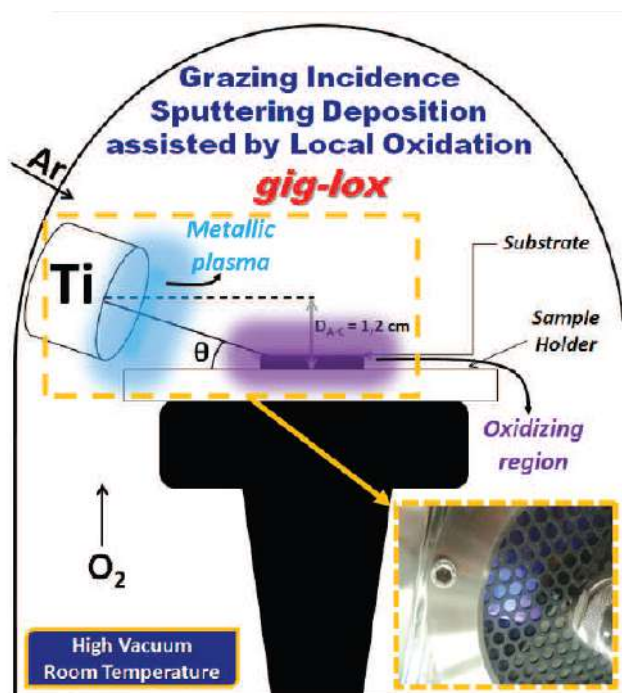 Grazing Incidence
Sputtering Deposition
assisted by Local Oxidation
gig-lox
Ar
Metallic
plasma
Substrate
Ti
D_A-C = 1,2 cm
Sample
Holder
θ
Oxidizing
region
O₂
High Vacuum
Room Temperature